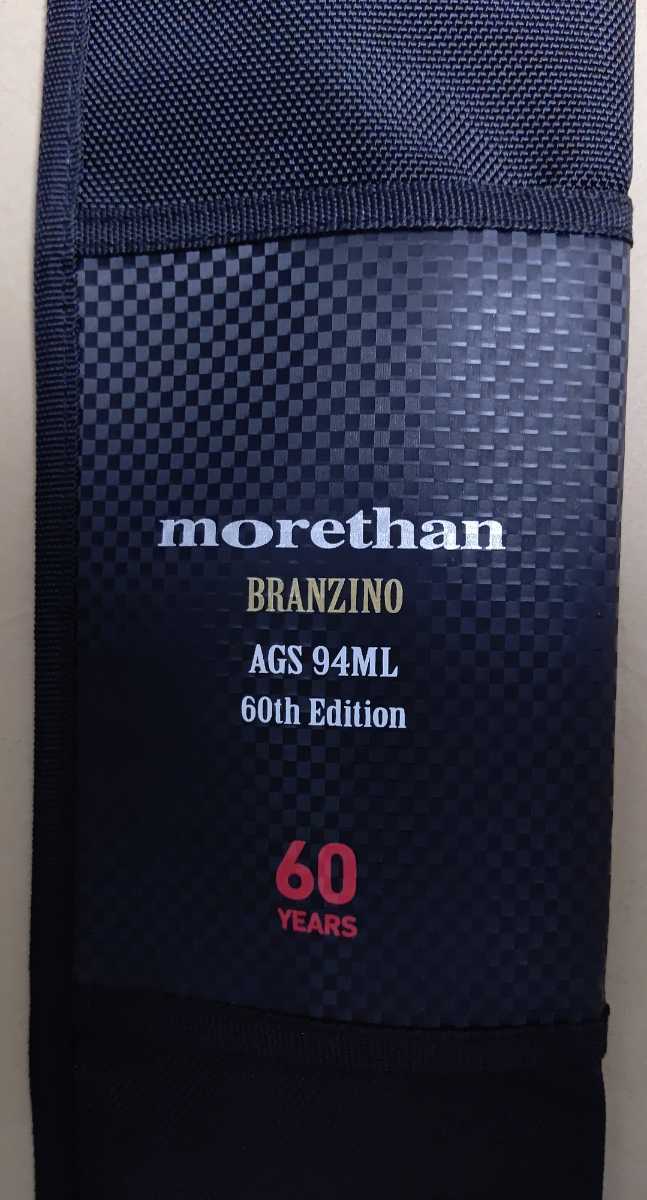 morethan
BRANZINO
AGS 94ML
60th Edition
60
YEARS